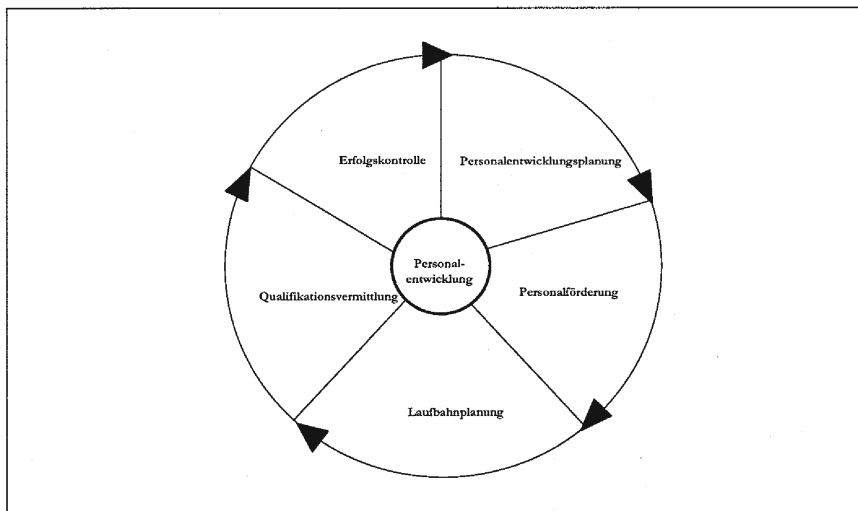 Erfolgskontrolle
Personalentwicklungsplanung
Personal-
entwicklung
Qualifikationsvermittlung
Personalförderung
Laufbahnplanung